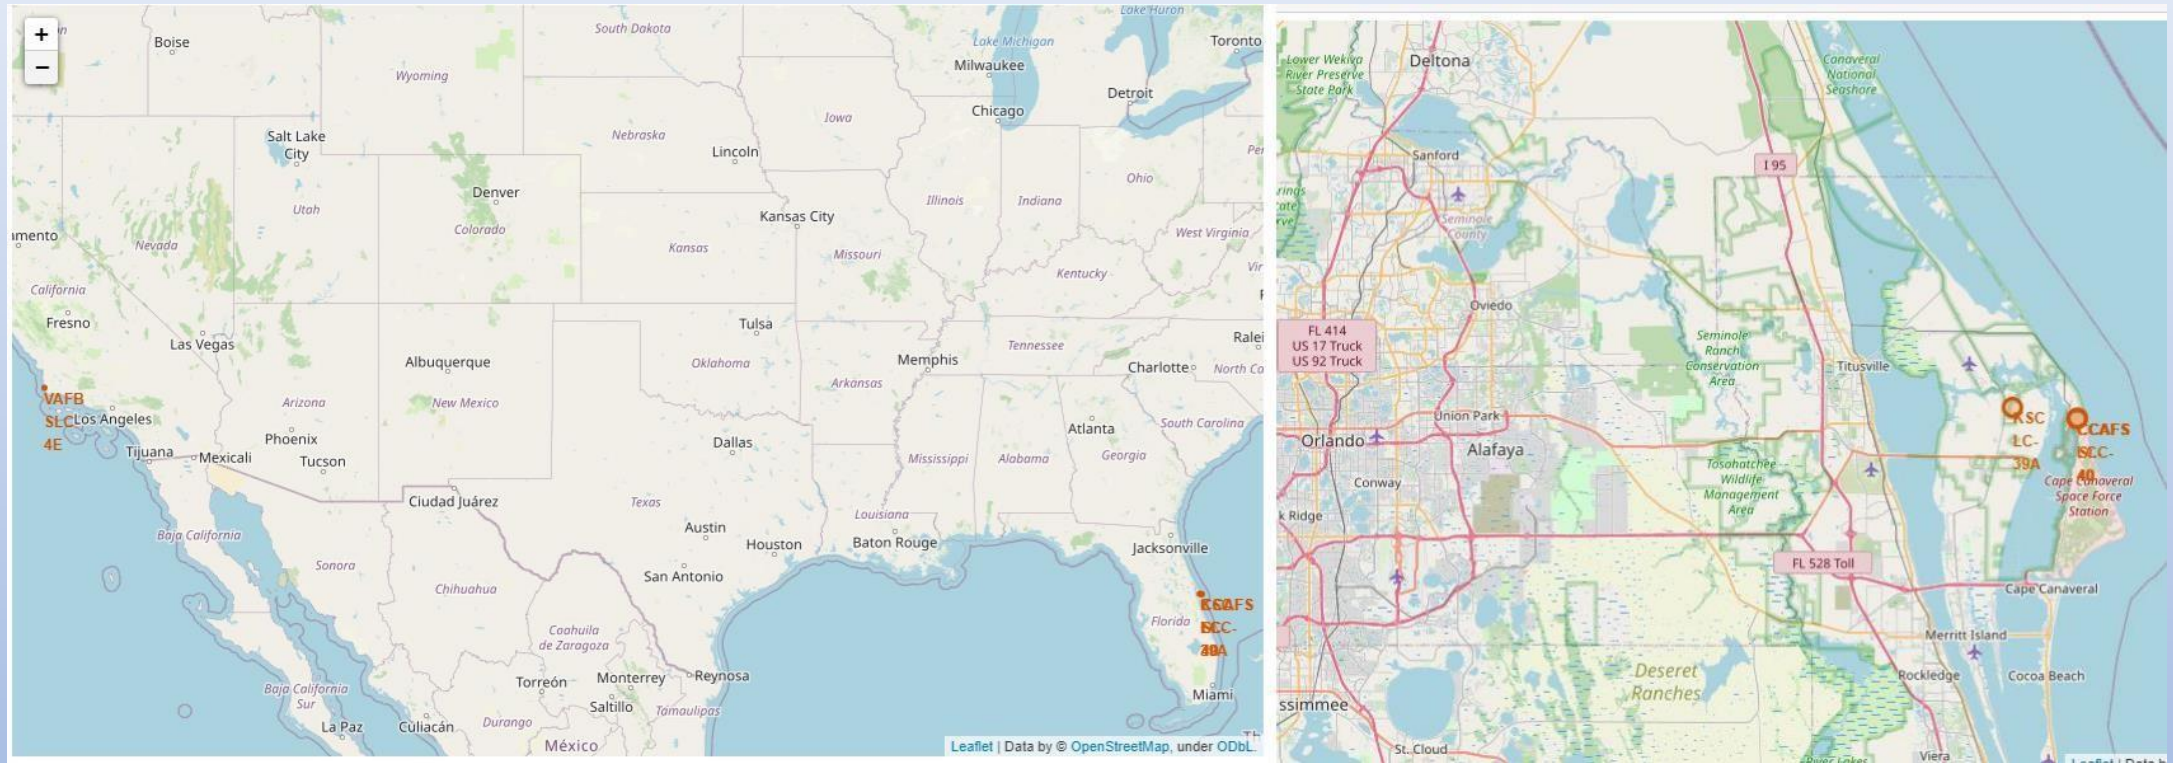 +
−
Boise
South Dakota
Lake Huron
Lake Michigan
Toronto
Milwaukee
Wyoming
Detroit
Chicago
Iowa
Salt Lake
City
Nebraska
Lincoln
Ohio
Denver
Utah
Illinois
Indiana
Kansas City
Colorado
West Virginia
Nevada
Kansas
Missouri
Kentucky
California
Fresno
Tulsa
Las Vegas
Tennessee
Memphis
Albuquerque
Oklahoma
Charlotte
Arkansas
VAFB
SLC-
4E
Los Angeles
Arizona
New Mexico
South Carolina
Atlanta
Phoenix
Dallas
Tijuana
Mexicali
Tucson
Mississippi
Alabama
Georgia
Ciudad Juárez
Texas
Louisiana
Austin
Baja California
Houston
Baton Rouge
Jacksonville
Sonora
San Antonio
Chihuahua
Florida
Coahuila
de Zaragoza
Reynosa
Torreón
Monterrey
Miami
Baja California
Sur
Saltillo
Tamaulipas
La Paz
Culiacán
Durango
México
Leaflet | Data by © OpenStreetMap, under ODbL.
Lower Wekiva
River Preserve
State Park
Deltona
Canaveral
National
Seashore
Sanford
I 95
Seminole
County
Oviedo
FL 414
US 17 Truck
US 92 Truck
Seminole
Ranch
Conservation
Area
Titusville
KSC
LC-
39A
CCAFS
Union Park
Orlando
Alafaya
Tosohatchee
Wildlife
Management
Area
Conway
Cape Canaveral
Space Force
Station
k Ridge
FL 528 Toll
Cape Canaveral
Merritt Island
Deseret
Ranches
Rockledge
Cocoa Beach
ssimmee
St. Cloud
Viera